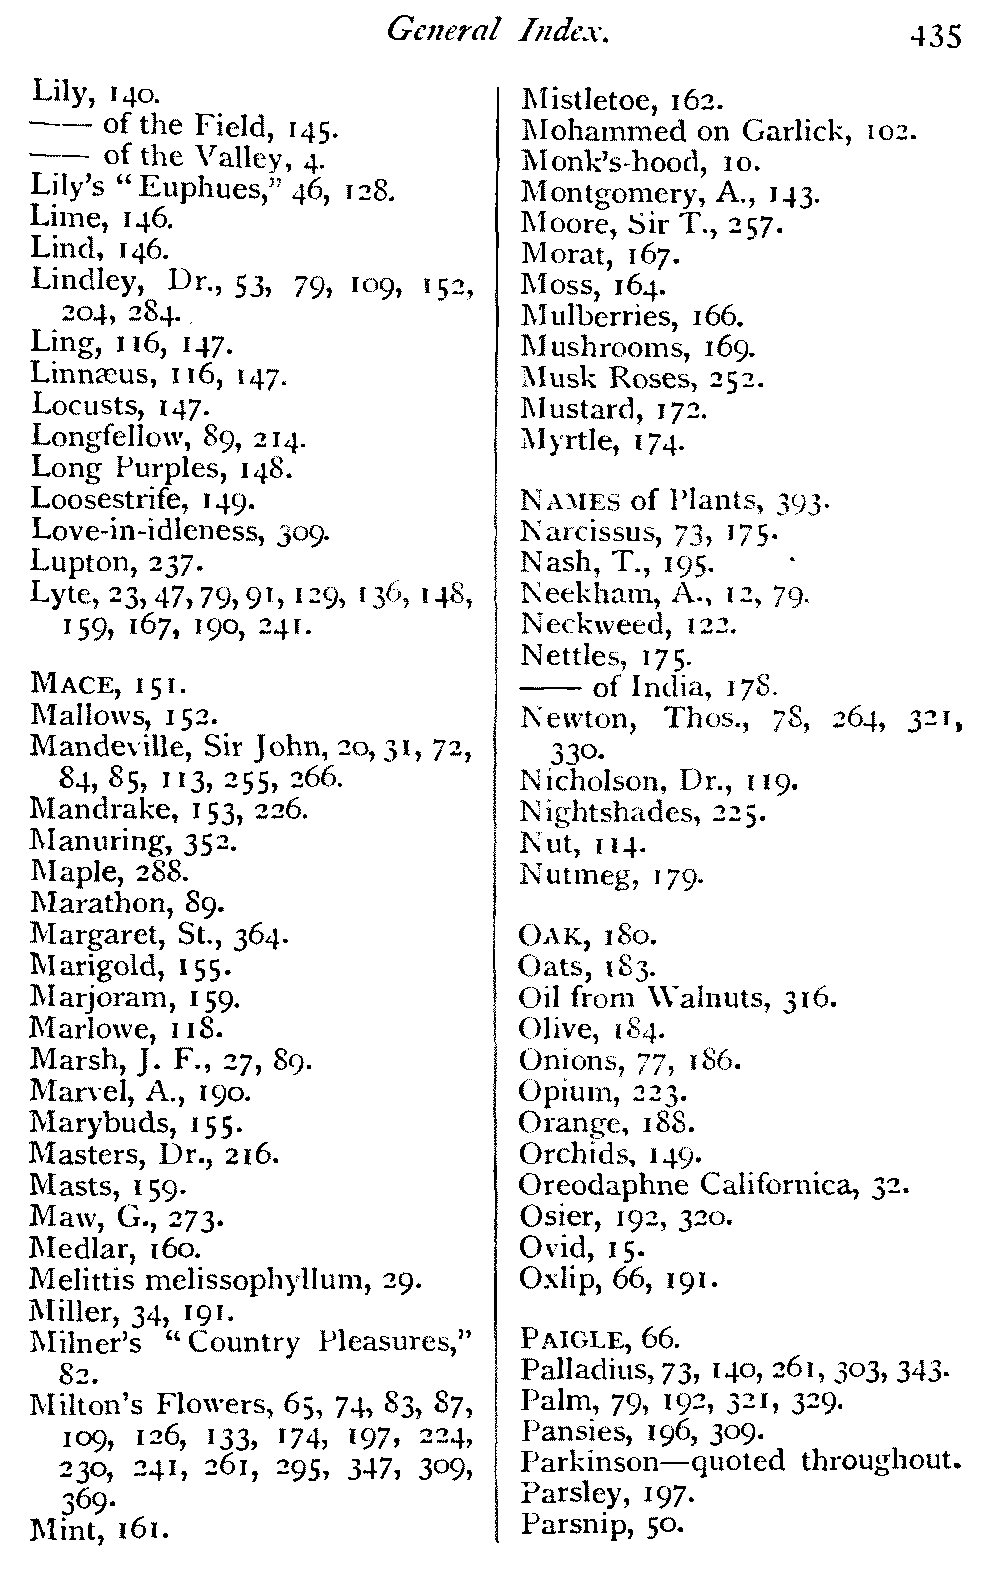 General Index. 435
Lily, 140.
—— of the Field, 145.
—— of the Valley, 4.
Lily's "Euphues," 46, 128.
Lime, 146.
Lind, 146.
Lindley, Dr., 53, 79, 109, 152,
204, 284.
Ling, 116, 147.
Linnæus, 116, 147.
Locusts, 147.
Longfellow, 89, 214.
Long Purples, 148.
Loosestrife, 149.
Love-in-idleness, 309.
Lupton, 237.
Lyte, 23, 47, 79, 91, 129, 136, 148,
159, 167, 190, 241.
MACE, 151.
Mallows, 152.
Mandeville, Sir John, 20, 31, 72,
84, 85, 113, 255, 266.
Mandrake, 153, 226.
Manuring, 352.
Maple, 288.
Marathon, 89.
Margaret, St., 364.
Marigold, 155.
Marjoram, 159.
Marlowe, 118.
Marsh, J. F., 27, 89.
Marvel, A., 190.
Marybuds, 155.
Masters, Dr., 216.
Masts, 159.
Maw, G., 273.
Medlar, 160.
Melittis melissophyllum, 29.
Miller, 34, 191.
Milner's "Country Pleasures,"
82.
Milton's Flowers, 65, 74, 83, 87,
109, 126, 133, 174, 197, 224,
230, 241, 261, 295, 347, 309,
369.
Mint, 161.
Mistletoe, 162.
Mohammed on Garlick, 102.
Monk's-hood, 10.
Montgomery, A., 143.
Moore, Sir T., 257.
Morat, 167.
Moss, 164.
Mulberries, 166.
Mushrooms, 169.
Musk Roses, 252.
Mustard, 172.
Myrtle, 174.
NAMES of Plants, 393.
Narcissus, 73, 175.
Nash, T., 195.
Neekham, A., 12, 79.
Neckweed, 122.
Nettles, 175.
—— of India, 178.
Newton, Thos., 78, 264, 321,
330.
Nicholson, Dr., 119.
Nightshades, 225.
Nut, 114.
Nutmeg, 179.
OAK, 180.
Oats, 183.
Oil from Walnuts, 316.
Olive, 184.
Onions, 77, 186.
Opium, 223.
Orange, 188.
Orchids, 149.
Oreodaphne Californica, 32.
Osier, 192, 320.
Ovid, 15.
Oxlip, 66, 191.
PAIGLE, 66.
Palladius, 73, 140, 261, 303, 343.
Palm, 79, 192, 321, 329.
Pansies, 196, 309.
Parkinson—quoted throughout.
Parsley, 197.
Parsnip, 50.